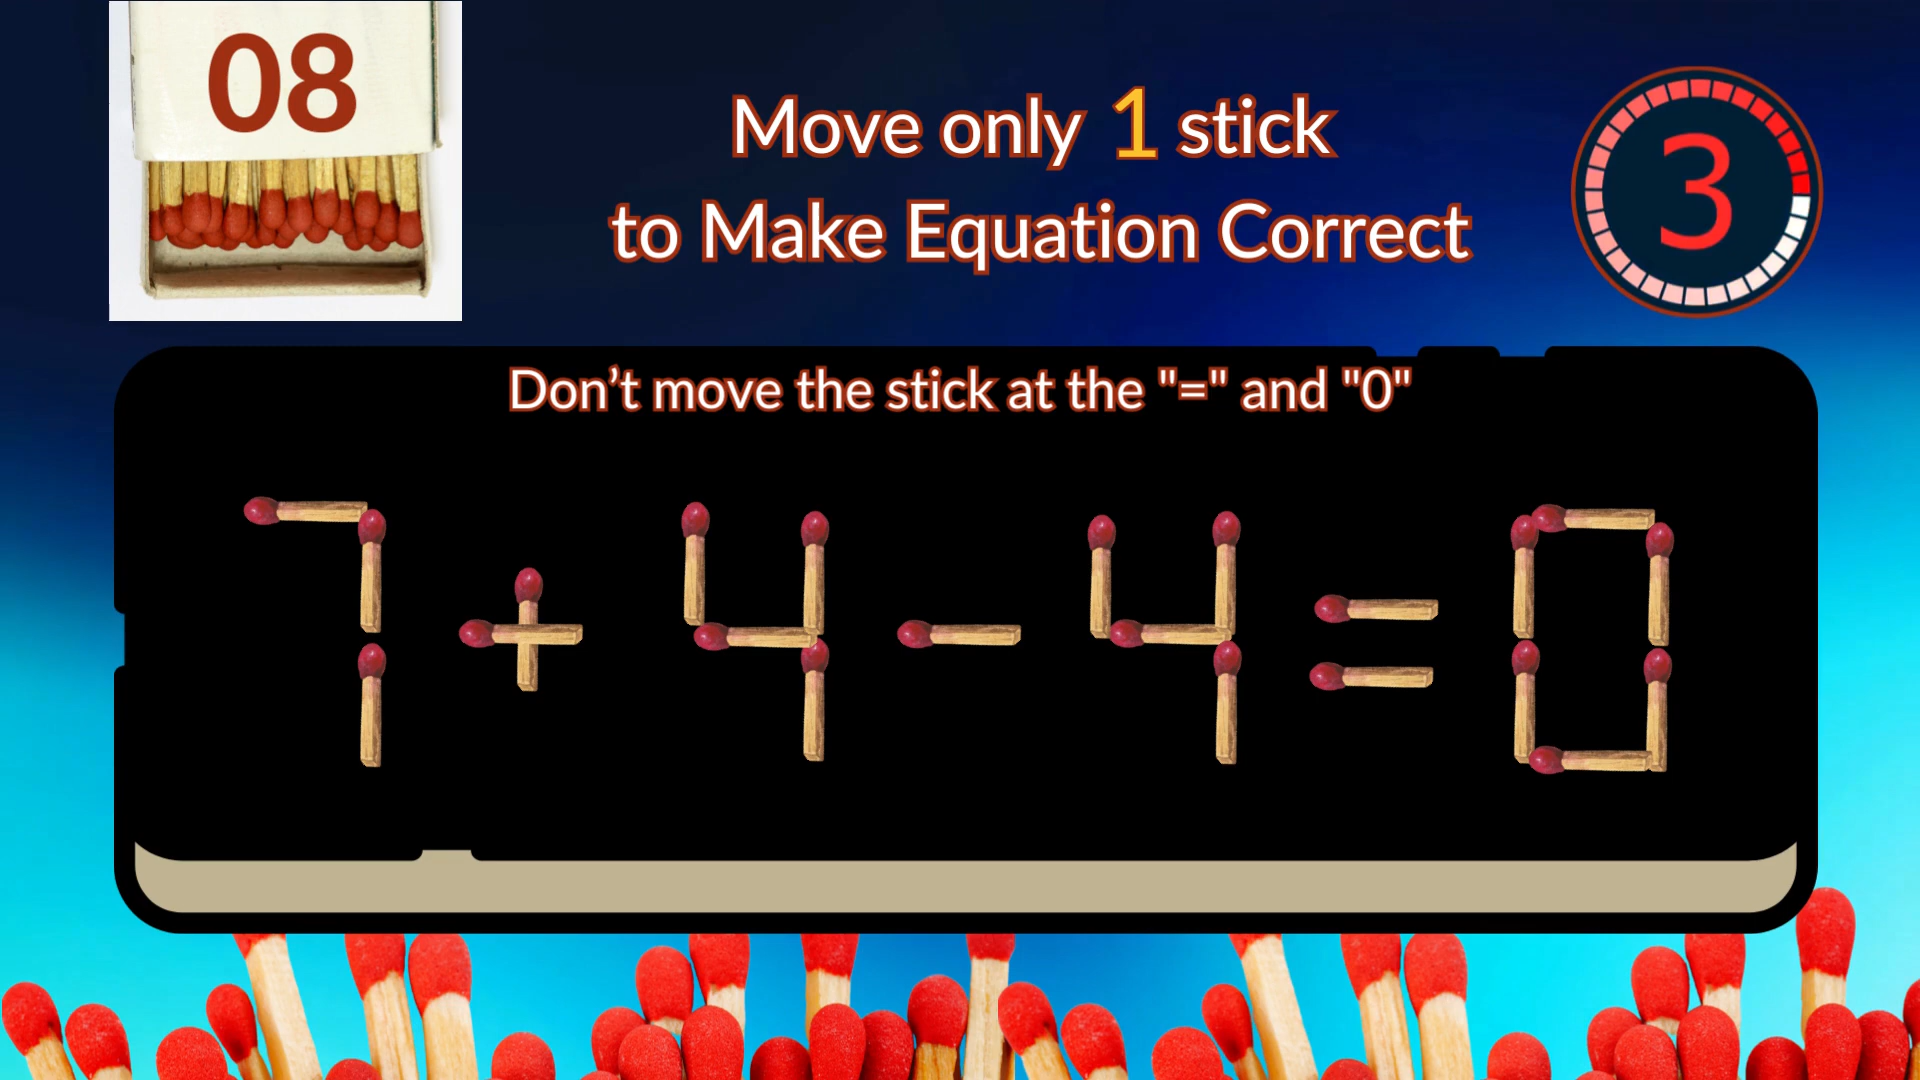 08
Move only 1 stick
to Make Equation Correct
3
Don’t move the stick at the "=" and "0"
7 + 4 - 4 = 0